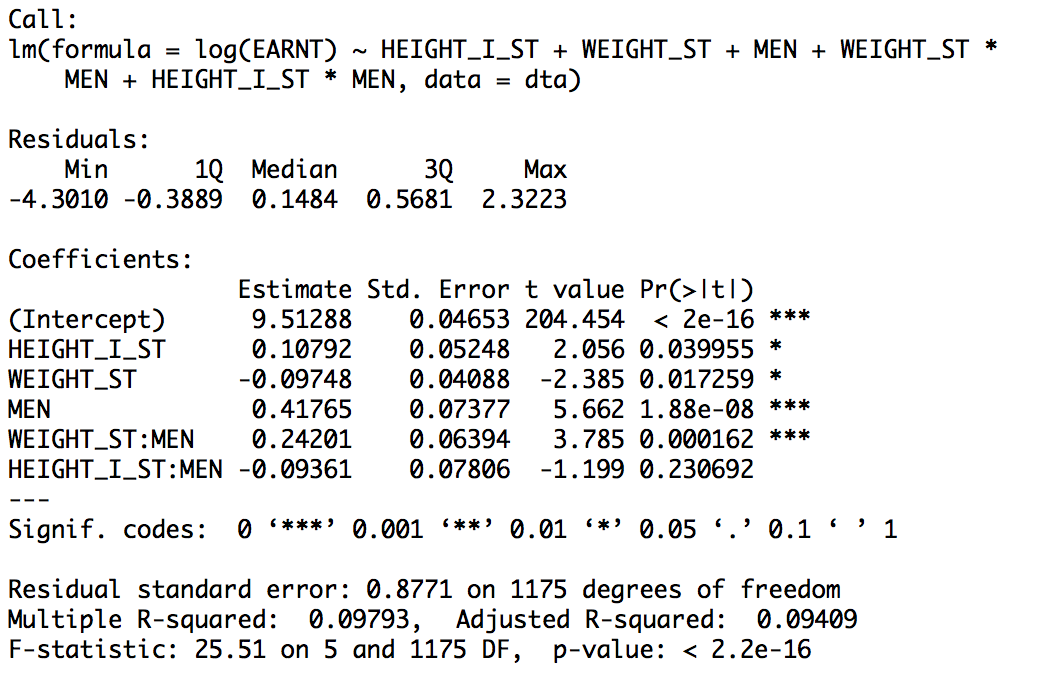 Call:
lm(formula = log(EARNT) ~ HEIGHT_I_ST + WEIGHT_ST + MEN + WEIGHT_ST *
    MEN + HEIGHT_I_ST * MEN, data = dta)

Residuals:
    Min      1Q  Median      3Q     Max
-4.3010 -0.3889  0.1484  0.5681  2.3223

Coefficients:
                Estimate Std. Error t value Pr(>|t|)
(Intercept)      9.51288    0.04653 204.454  < 2e-16 ***
HEIGHT_I_ST      0.10792    0.05248   2.056 0.039955 *
WEIGHT_ST       -0.09748    0.04088  -2.385 0.017259 *
MEN              0.41765    0.07377   5.662 1.88e-08 ***
WEIGHT_ST:MEN    0.24201    0.06394   3.785 0.000162 ***
HEIGHT_I_ST:MEN -0.09361    0.07806  -1.199 0.230692
---
Signif. codes:  0 ‘***’ 0.001 ‘**’ 0.01 ‘*’ 0.05 ‘.’ 0.1 ‘ ’ 1

Residual standard error: 0.8771 on 1175 degrees of freedom
Multiple R-squared:  0.09793,	Adjusted R-squared:  0.09409
F-statistic: 25.51 on 5 and 1175 DF,  p-value: < 2.2e-16